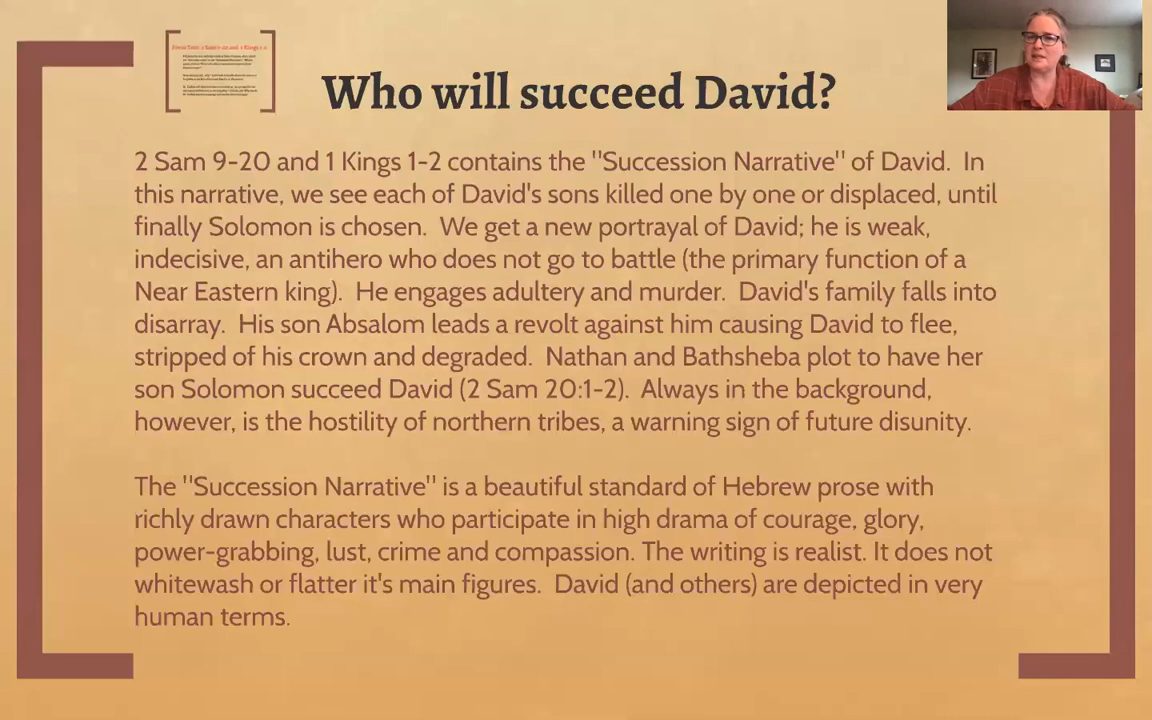 Who will succeed David?
2 Sam 9-20 and 1 Kings 1-2 contains the "Succession Narrative" of David. In
this narrative, we see each of David's sons killed one by one or displaced, until
finally Solomon is chosen. We get a new portrayal of David; he is weak,
indecisive, an antihero who does not go to battle (the primary function of a
Near Eastern king). He engages adultery and murder. David's family falls into
disarray. His son Absalom leads a revolt against him causing David to flee,
stripped of his crown and degraded. Nathan and Bathsheba plot to have her
son Solomon succeed David (2 Sam 20:1-2). Always in the background,
however, is the hostility of northern tribes, a warning sign of future disunity.
The "Succession Narrative" is a beautiful standard of Hebrew prose with
richly drawn characters who participate in high drama of courage, glory,
power-grabbing, lust, crime and compassion. The writing is realist. It does not
whitewash or flatter it's main figures. David (and others) are depicted in very
human terms.